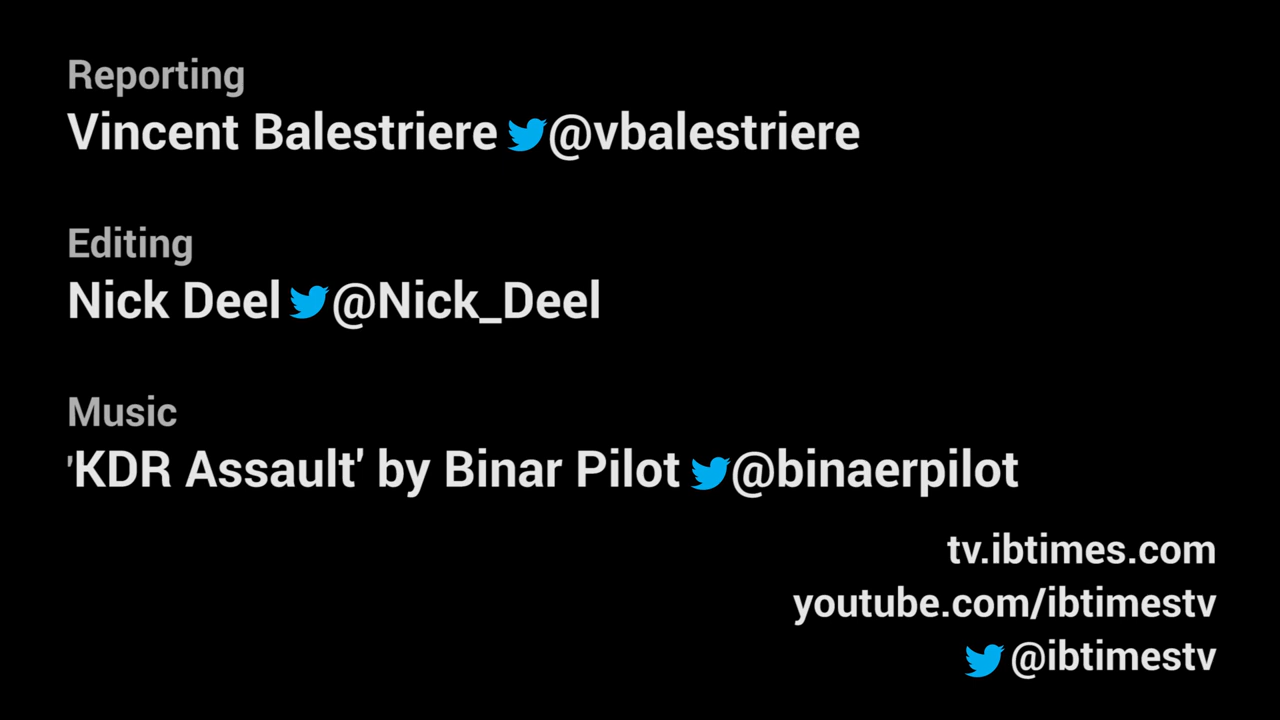 Reporting
Vincent Balestriere @vbalestriere
Editing
Nick Deel @Nick_Deel
Music
'KDR Assault' by Binar Pilot @binaerpilot
tv.ibtimes.com
youtube.com/ibtimestv
@ibtimestv